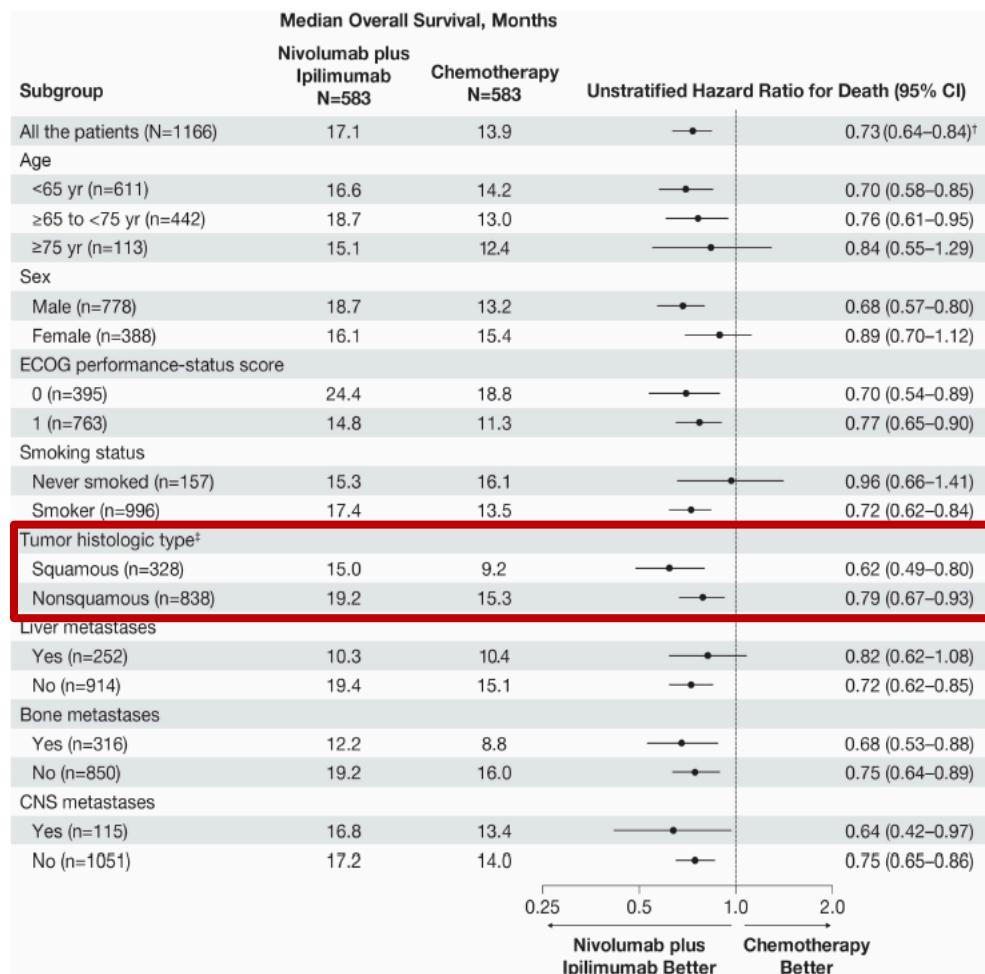 Median Overall Survival, Months
Subgroup Nivolumab plus Ipilimumab N=583 Chemotherapy N=583 Unstratified Hazard Ratio for Death (95% CI)
All the patients (N=1166) 17.1 13.9 0.73 (0.64–0.84)†
Age
<65 yr (n=611) 16.6 14.2 0.70 (0.58–0.85)
≥65 to <75 yr (n=442) 18.7 13.0 0.76 (0.61–0.95)
≥75 yr (n=113) 15.1 12.4 0.84 (0.55–1.29)
Sex
Male (n=778) 18.7 13.2 0.68 (0.57–0.80)
Female (n=388) 16.1 15.4 0.89 (0.70–1.12)
ECOG performance-status score
0 (n=395) 24.4 18.8 0.70 (0.54–0.89)
1 (n=763) 14.8 11.3 0.77 (0.65–0.90)
Smoking status
Never smoked (n=157) 15.3 16.1 0.96 (0.66–1.41)
Smoker (n=996) 17.4 13.5 0.72 (0.62–0.84)
Tumor histologic type‡
Squamous (n=328) 15.0 9.2 0.62 (0.49–0.80)
Nonsquamous (n=838) 19.2 15.3 0.79 (0.67–0.93)
Liver metastases
Yes (n=252) 10.3 10.4 0.82 (0.62–1.08)
No (n=914) 19.4 15.1 0.72 (0.62–0.85)
Bone metastases
Yes (n=316) 12.2 8.8 0.68 (0.53–0.88)
No (n=850) 19.2 16.0 0.75 (0.64–0.89)
CNS metastases
Yes (n=115) 16.8 13.4 0.64 (0.42–0.97)
No (n=1051) 17.2 14.0 0.75 (0.65–0.86)
0.25 0.5 1.0 2.0
Nivolumab plus Ipilimumab Better Chemotherapy Better